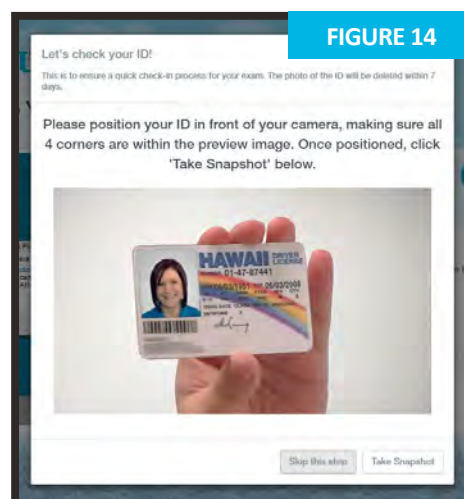 FIGURE 14
Let's check your ID!
This is to ensure a quick check-in process for your exam. The photo of the ID will be deleted within 7
days.
Please position your ID in front of your camera, making sure all
4 corners are within the preview image. Once positioned, click
'Take Snapshot' below.
HAWAII DRIVER
LICENSE
01-47-87441
Skip this step
Take Snapshot